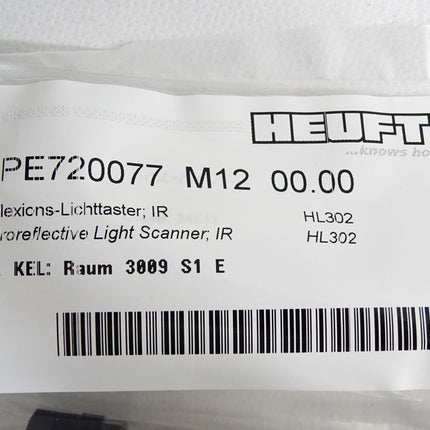 HEUFT
...knows ho
PE720077 M12 00.00
lexions-Lichttaster; IR HL302
roreflective Light Scanner; IR HL302
KEL: Raum 3009 S1 E